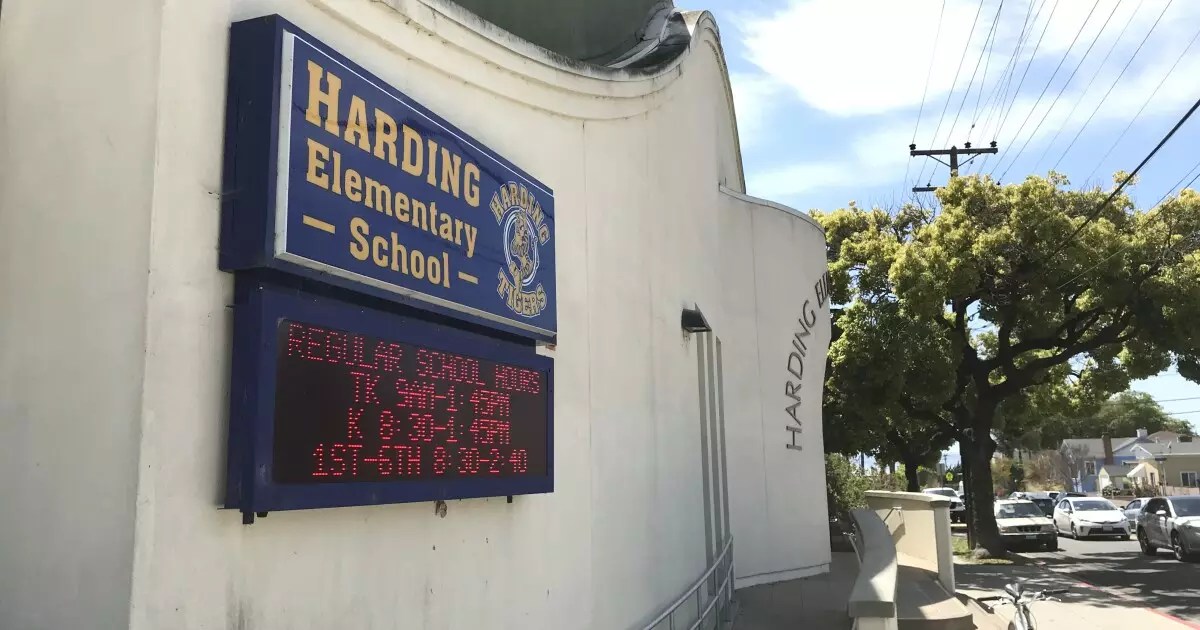 HARDING
Elementary
– School –
HARDING
TIGERS
REGULAR SCHOOL HOURS
TK 9AM-1:45PM
K 8:30-1:45PM
1ST-6TH 8:30-2:40
HARDING